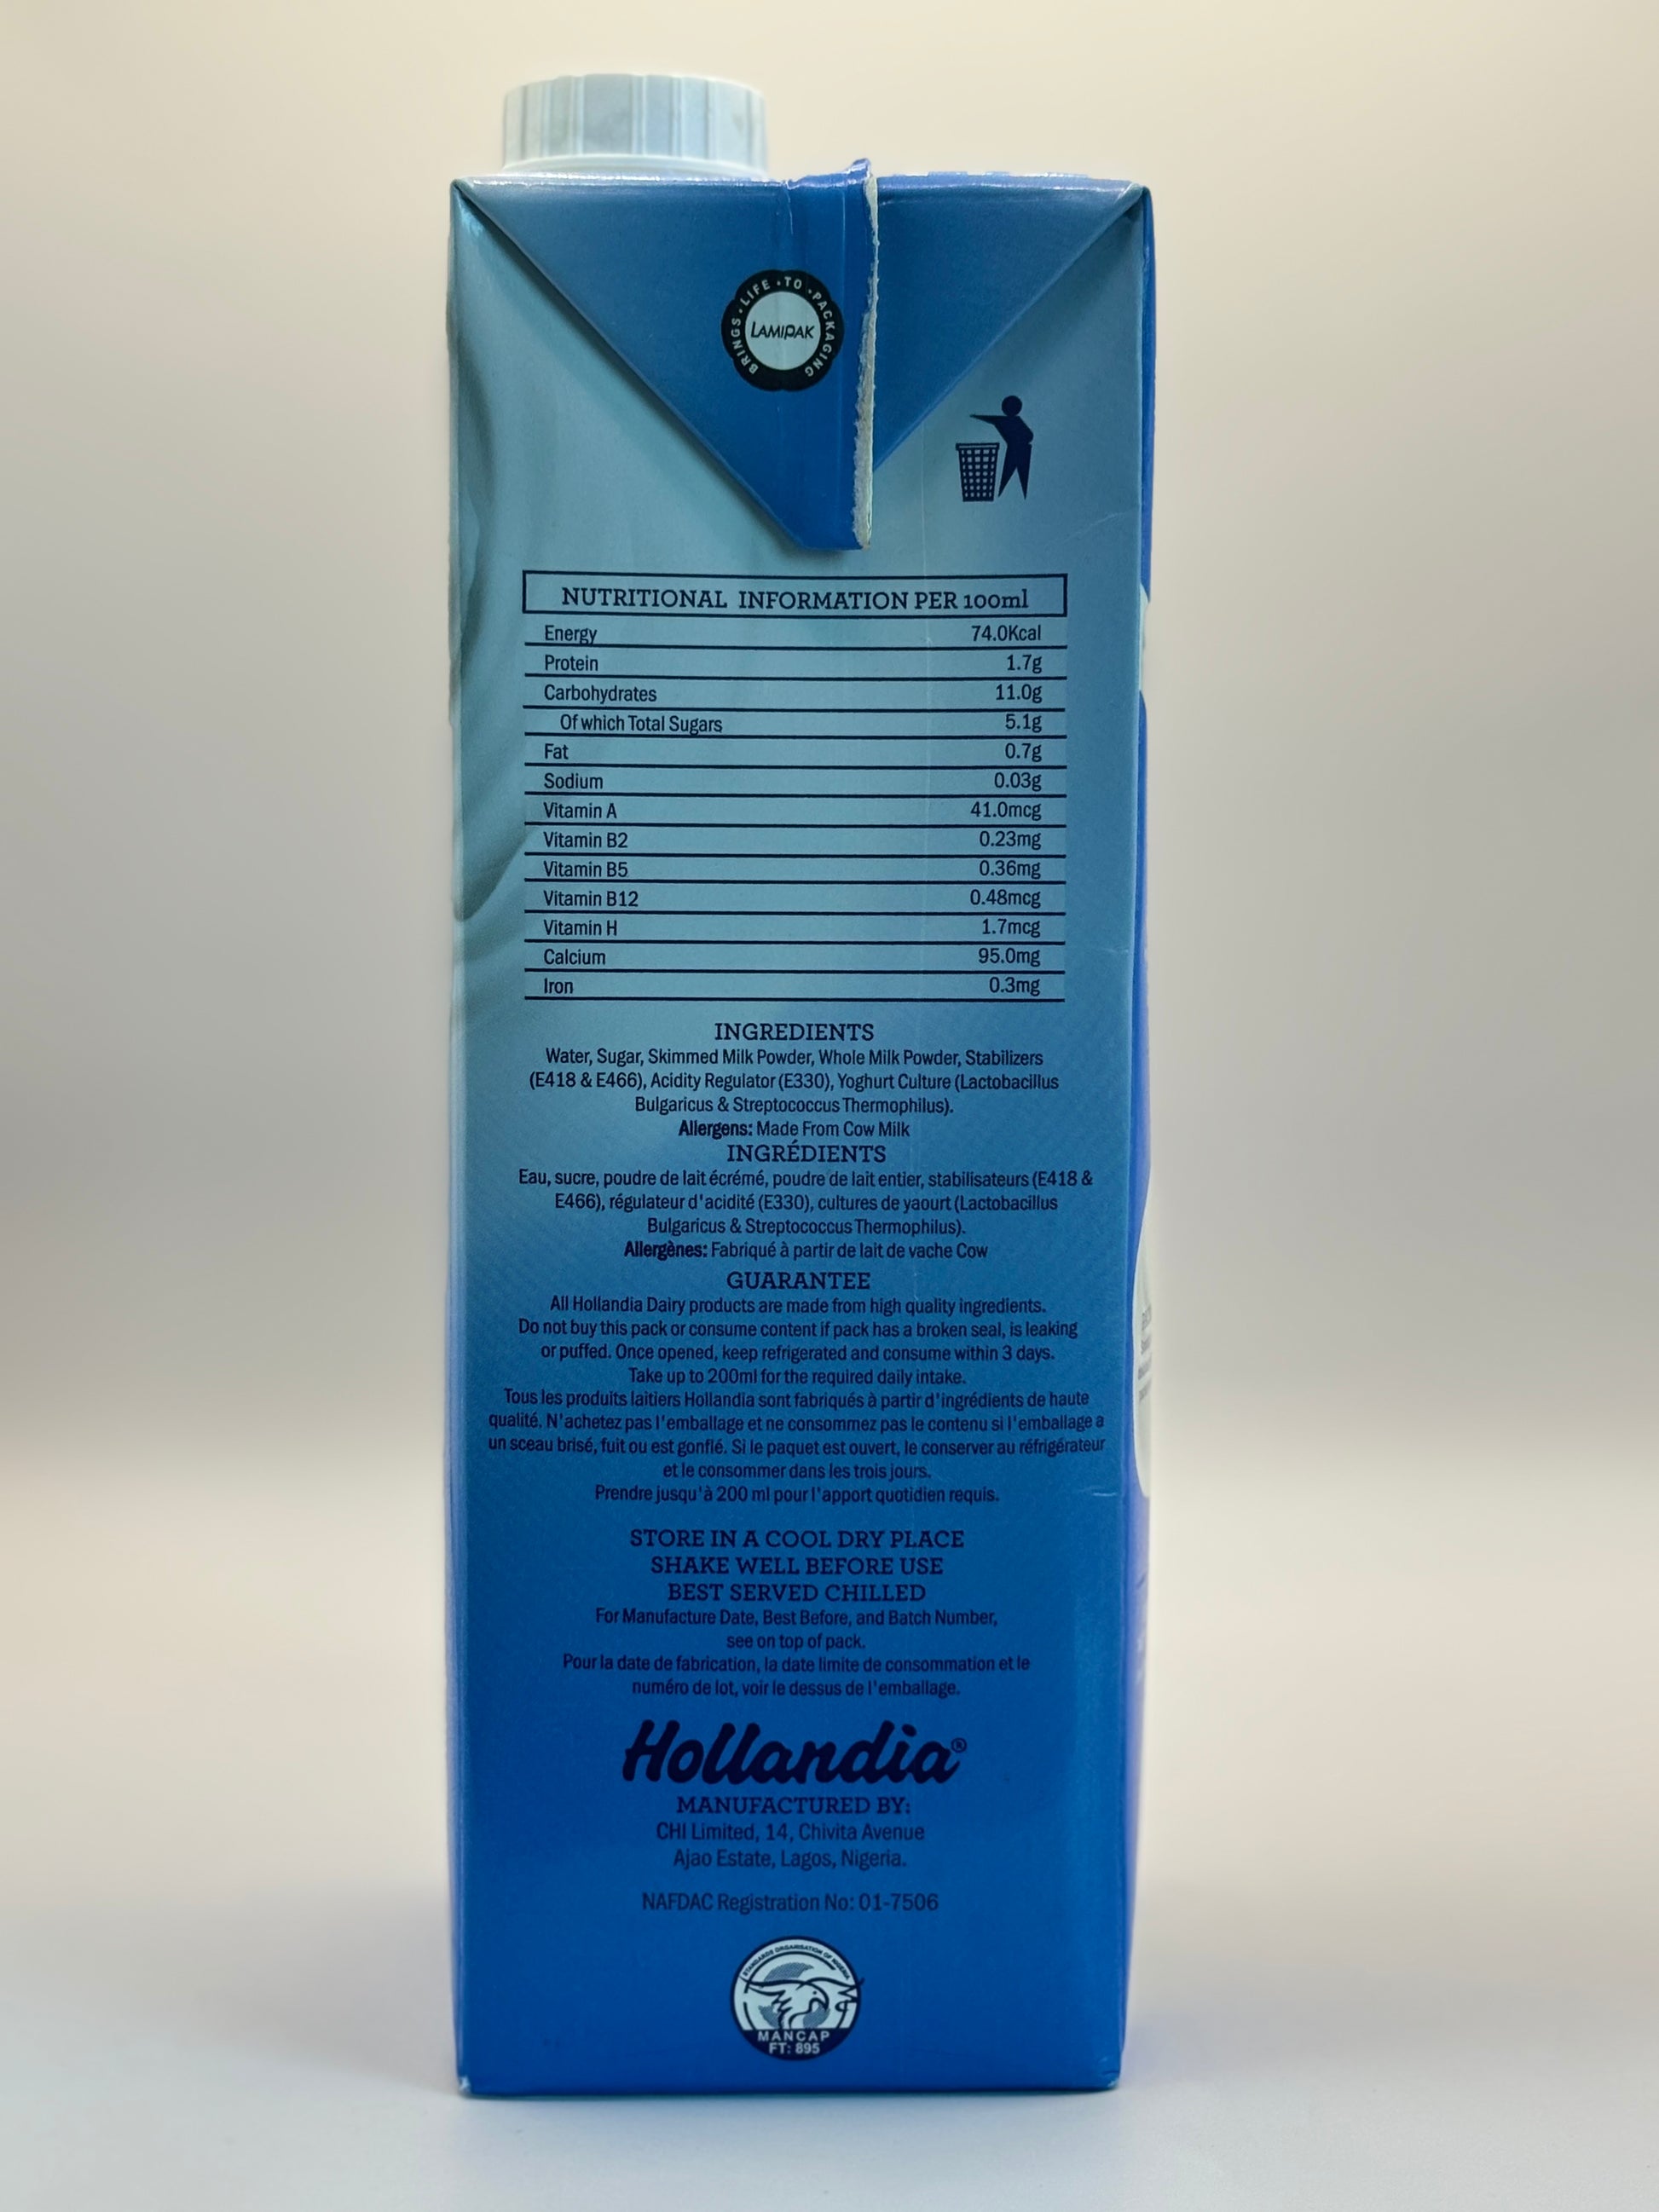 BRINGS • LIFE • TO • PACKAGING
LAMIPAK
NUTRITIONAL INFORMATION PER 100ml
Energy 74.0Kcal
Protein 1.7g
Carbohydrates 11.0g
Of which Total Sugars 5.1g
Fat 0.7g
Sodium 0.03g
Vitamin A 41.0mcg
Vitamin B2 0.23mg
Vitamin B5 0.36mg
Vitamin B12 0.48mcg
Vitamin H 1.7mcg
Calcium 95.0mg
Iron 0.3mg
INGREDIENTS
Water, Sugar, Skimmed Milk Powder, Whole Milk Powder, Stabilizers
(E418 & E466), Acidity Regulator (E330), Yoghurt Culture (Lactobacillus
Bulgaricus & Streptococcus Thermophilus).
Allergens: Made From Cow Milk
INGRÉDIENTS
Eau, sucre, poudre de lait écrémé, poudre de lait entier, stabilisateurs (E418 &
E466), régulateur d'acidité (E330), cultures de yaourt (Lactobacillus
Bulgaricus & Streptococcus Thermophilus).
Allergènes: Fabriqué à partir de lait de vache Cow
GUARANTEE
All Hollandia Dairy products are made from high quality ingredients.
Do not buy this pack or consume content if pack has a broken seal, is leaking
or puffed. Once opened, keep refrigerated and consume within 3 days.
Take up to 200ml for the required daily intake.
Tous les produits laitiers Hollandia sont fabriqués à partir d'ingrédients de haute
qualité. N'achetez pas l'emballage et ne consommez pas le contenu si l'emballage a
un sceau brisé, fuit ou est gonflé. Si le paquet est ouvert, le conserver au réfrigérateur
et le consommer dans les trois jours.
Prendre jusqu'à 200 ml pour l'apport quotidien requis.
STORE IN A COOL DRY PLACE
SHAKE WELL BEFORE USE
BEST SERVED CHILLED
For Manufacture Date, Best Before, and Batch Number,
see on top of pack.
Pour la date de fabrication, la date limite de consommation et le
numéro de lot, voir le dessus de l'emballage.
Hollandia®
MANUFACTURED BY:
CHI Limited, 14, Chivita Avenue
Ajao Estate, Lagos, Nigeria.
NAFDAC Registration No: 01-7506
STANDARDS ORGANISATION OF NIGERIA
MANCAP
FT: 895